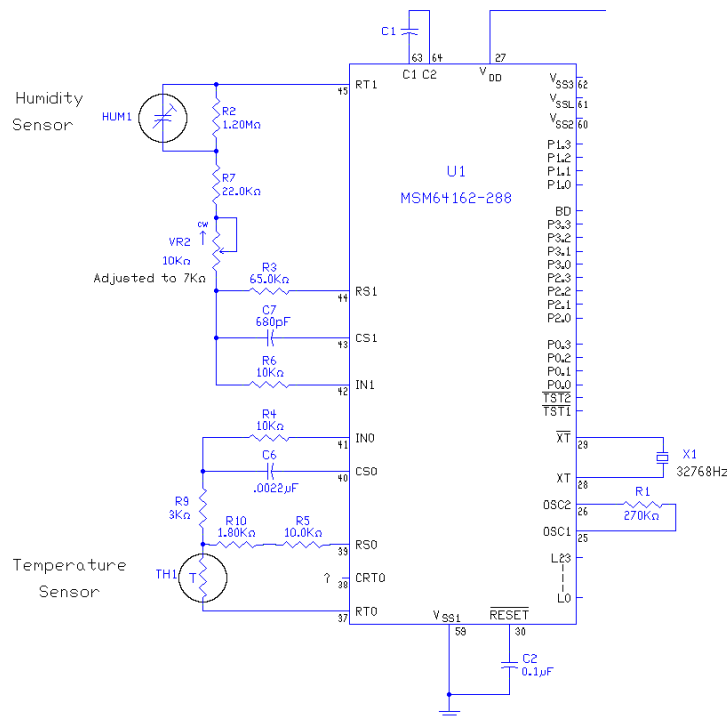 C1
63 64
C1 C2
27
VDD
45 RT1
Humidity
Sensor
HUM1
R2
1.20MΩ
R7
22.0KΩ
cw
VR2
10KΩ
Adjusted to 7KΩ
R3
65.0KΩ
44 RS1
C7
680pF
43 CS1
R6
10KΩ
42 IN1
R4
10KΩ
41 IN0
C6
.0022µF
40 CS0
R9
3KΩ
R10
1.80KΩ
R5
10.0KΩ
39 RS0
Temperature
Sensor
TH1
T
?
38 CRT0
37 RT0
U1
MSM64162-288
VSS3 62
VSSL 61
VSS2 60
P1.3
P1.2
P1.1
P1.0
BD
P3.3
P3.2
P3.1
P3.0
P2.3
P2.2
P2.1
P2.0
P0.3
P0.2
P0.1
P0.0
TST2
TST1
XT 29
X1
32768Hz
XT 28
OSC2 26
R1
270KΩ
OSC1 25
L23
L0
VSS1
59
RESET
30
C2
0.1µF